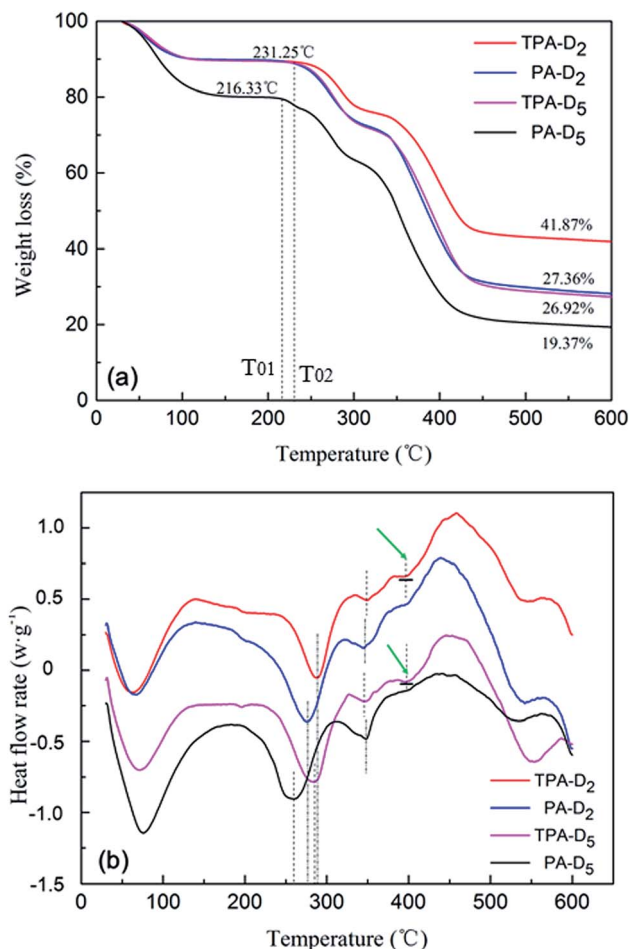 100
80
60
40
20
0
Weight loss (%)
231.25℃
216.33℃
TPA-D2
PA-D2
TPA-D5
PA-D5
41.87%
27.36%
26.92%
19.37%
T01
T02
(a)
0 100 200 300 400 500 600
Temperature (℃)
1.0
0.5
0
-0.5
-1.0
-1.5
Heat flow rate (w·g⁻¹)
TPA-D2
PA-D2
TPA-D5
PA-D5
(b)
0 100 200 300 400 500 600
Temperature (℃)